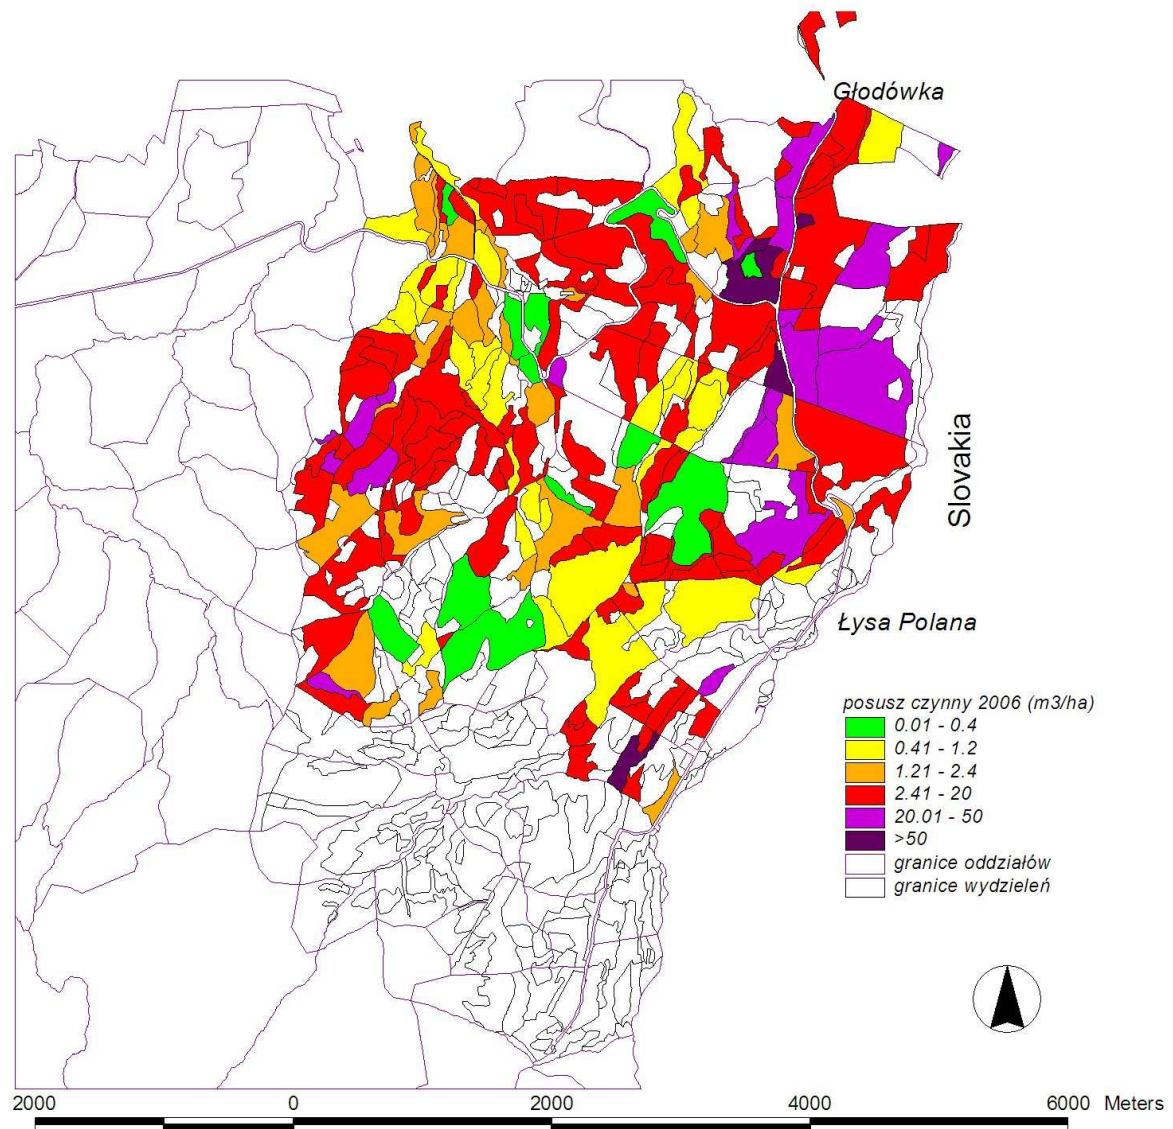 Głodówka
Slovakia
Łysa Polana
posusz czynny 2006 (m3/ha)
0.01 - 0.4
0.41 - 1.2
1.21 - 2.4
2.41 - 20
20.01 - 50
>50
granice oddziałów
granice wydzieleń
2000 0 2000 4000 6000 Meters